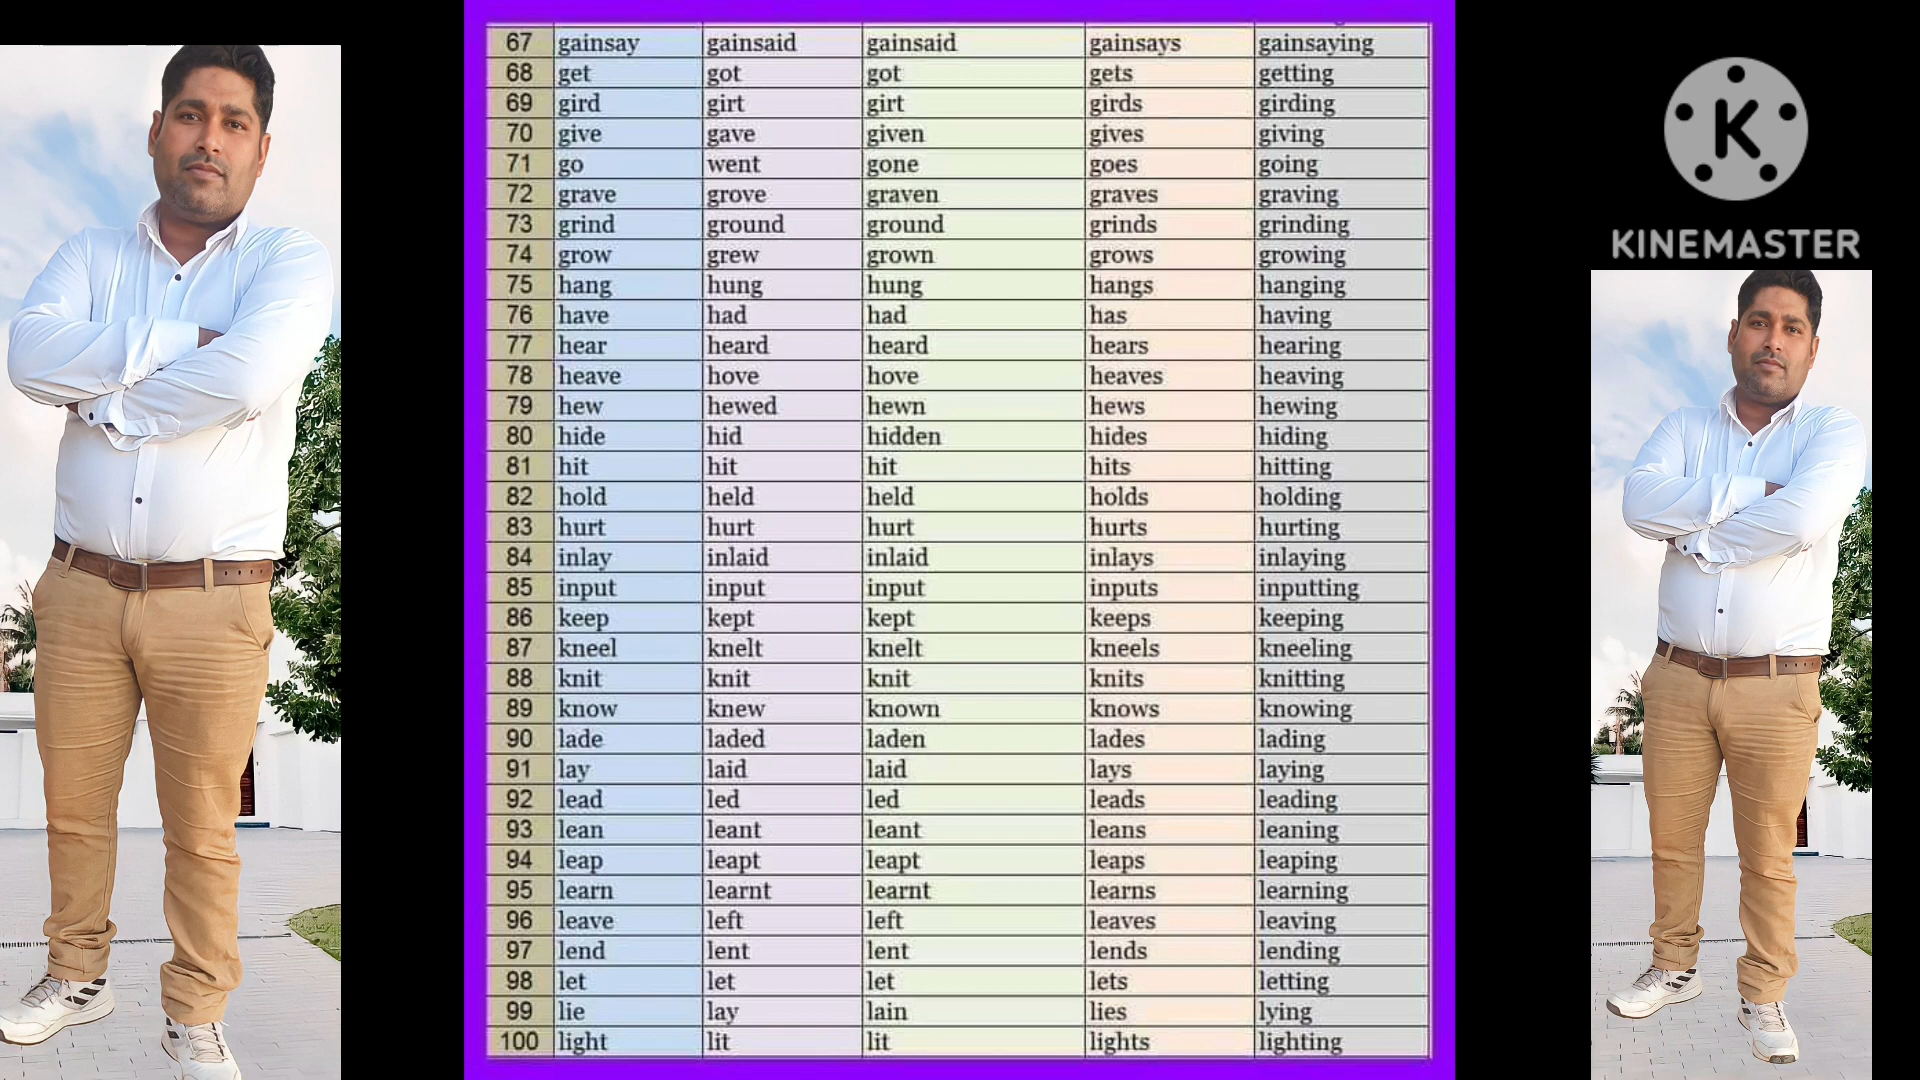 67 gainsay gainsaid gainsaid gainsays gainsaying
68 get got got gets getting
69 gird girt girt girds girding
70 give gave given gives giving
71 go went gone goes going
72 grave grove graven graves graving
73 grind ground ground grinds grinding
74 grow grew grown grows growing
75 hang hung hung hangs hanging
76 have had had has having
77 hear heard heard hears hearing
78 heave hove hove heaves heaving
79 hew hewed hewn hews hewing
80 hide hid hidden hides hiding
81 hit hit hit hits hitting
82 hold held held holds holding
83 hurt hurt hurt hurts hurting
84 inlay inlaid inlaid inlays inlaying
85 input input input inputs inputting
86 keep kept kept keeps keeping
87 kneel knelt knelt kneels kneeling
88 knit knit knit knits knitting
89 know knew known knows knowing
90 lade laded laden lades lading
91 lay laid laid lays laying
92 lead led led leads leading
93 lean leant leant leans leaning
94 leap leapt leapt leaps leaping
95 learn learnt learnt learns learning
96 leave left left leaves leaving
97 lend lent lent lends lending
98 let let let lets letting
99 lie lay lain lies lying
100 light lit lit lights lighting
K
KINEMASTER